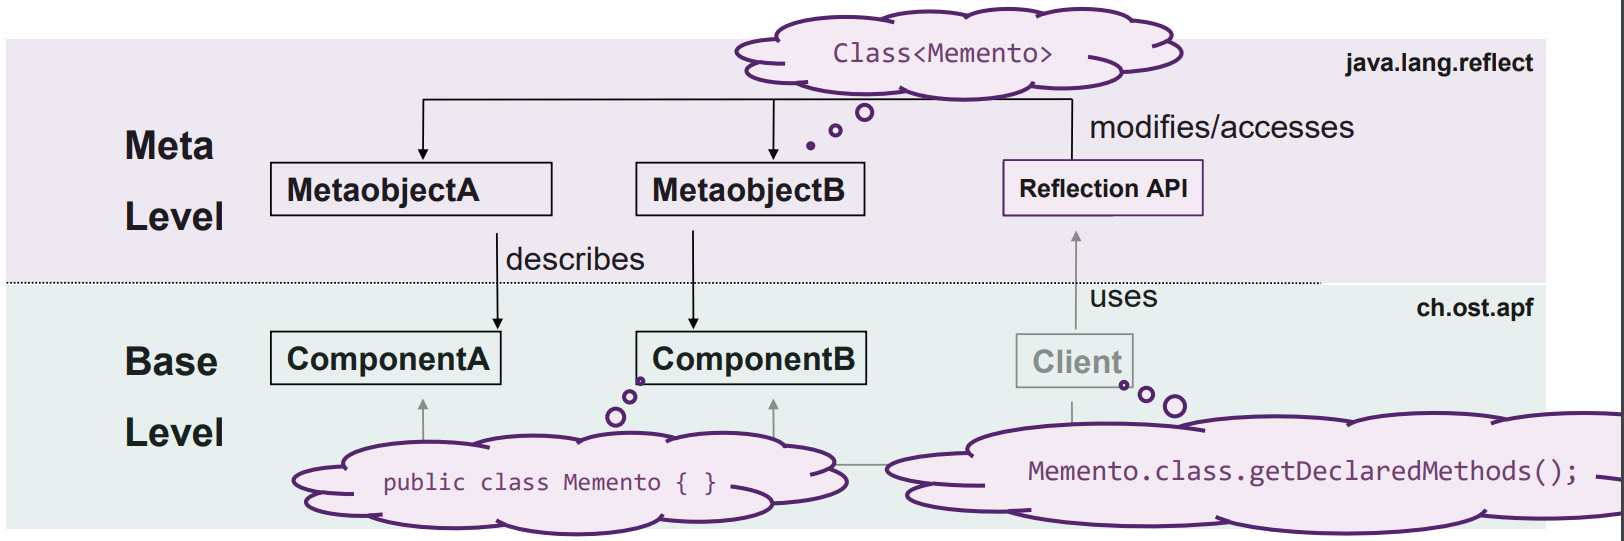 Class<Memento>
java.lang.reflect
modifies/accesses
Meta
Level
MetaobjectA
MetaobjectB
Reflection API
describes
uses
ch.ost.apf
Base
Level
ComponentA
ComponentB
Client
public class Memento { }
Memento.class.getDeclaredMethods();